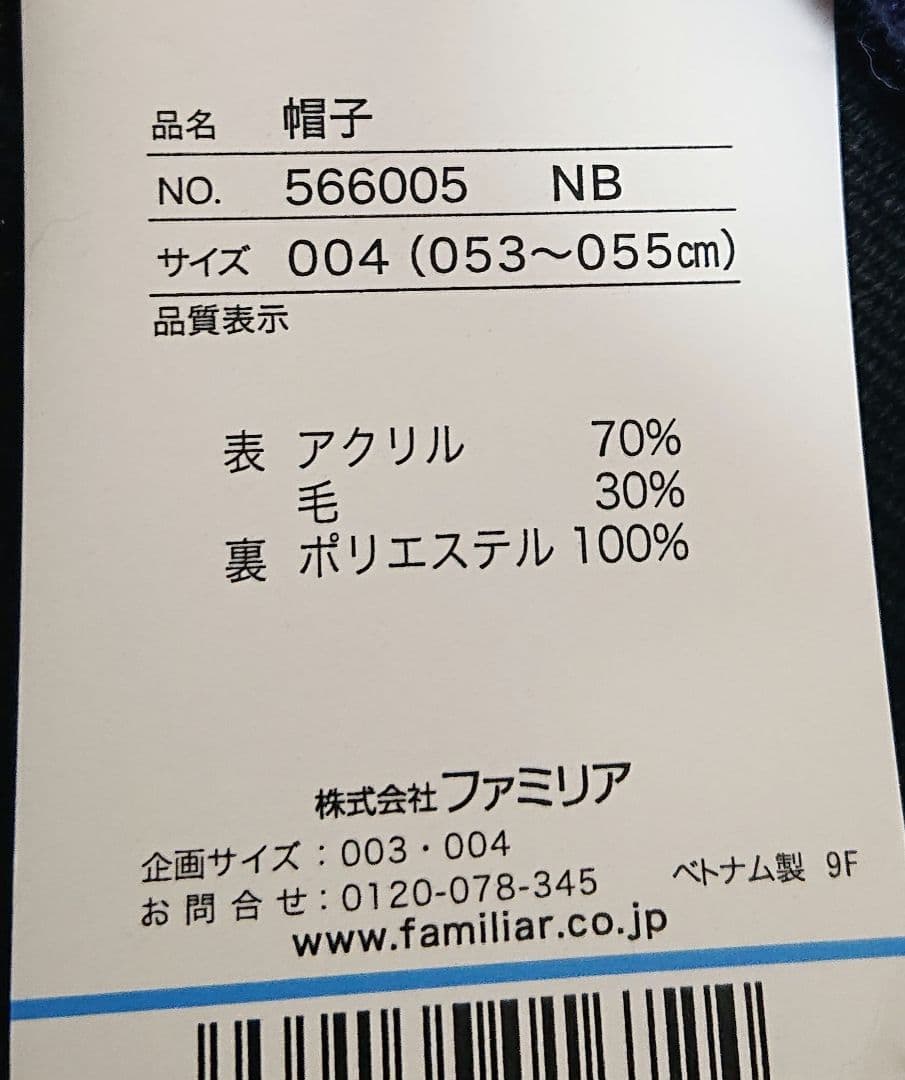 品名 帽子
NO. 566005 NB
サイズ 004 (053〜055㎝)
品質表示
表 アクリル 70%
毛 30%
裏 ポリエステル 100%
株式会社ファミリア
企画サイズ：003・004
お問合せ：0120-078-345 ベトナム製 9F
www.familiar.co.jp